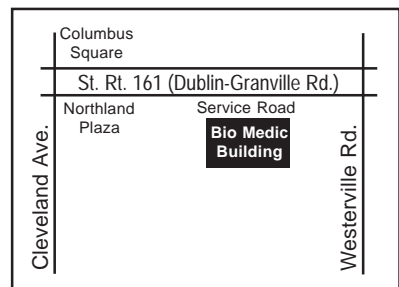 Columbus
Square
St. Rt. 161 (Dublin-Granville Rd.)
Northland
Plaza
Service Road
Bio Medic
Building
Cleveland Ave.
Westerville Rd.